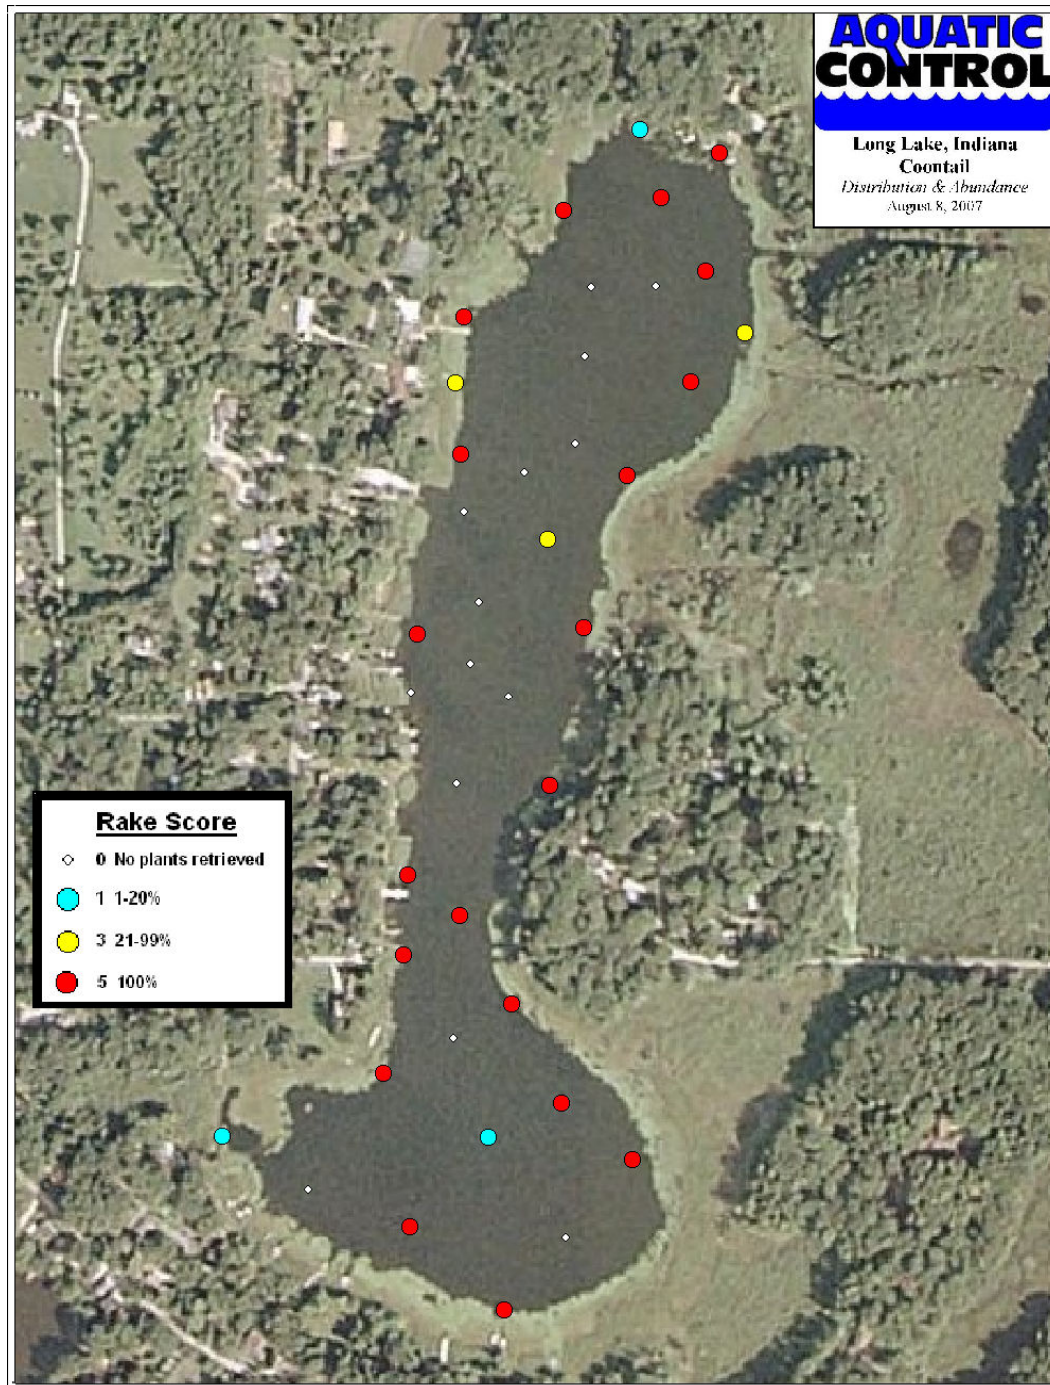 AQUATIC
CONTROL
Long Lake, Indiana
Coontail
Distribution & Abundance
August 8, 2007
Rake Score
0 No plants retrieved
1 1-20%
3 21-99%
5 100%